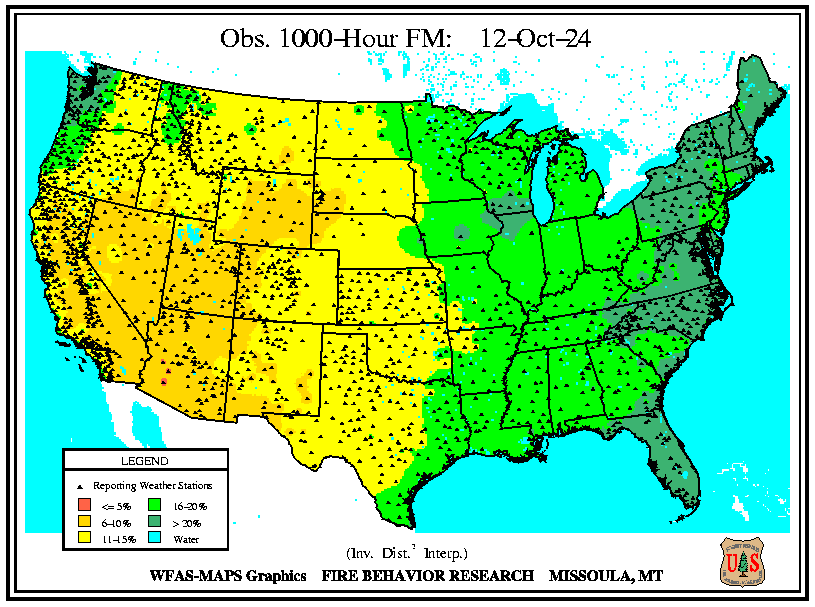 Obs. 1000-Hour FM: 12-Oct-24
LEGEND
Reporting Weather Stations
<= 5% 16-20%
6-10% > 20%
11-15% Water
(Inv. Dist.² Interp.)
WFAS-MAPS Graphics FIRE BEHAVIOR RESEARCH MISSOULA, MT
U S